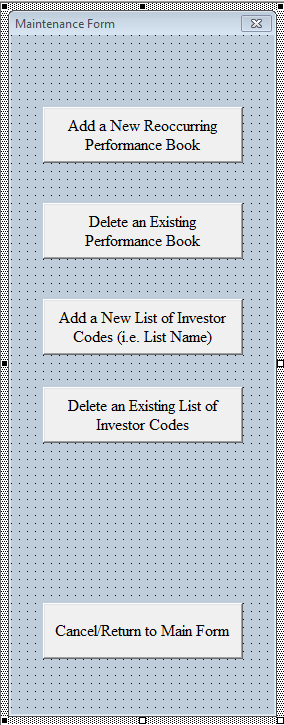 Maintenance Form
Add a New Reoccurring
Performance Book
Delete an Existing
Performance Book
Add a New List of Investor
Codes (i.e. List Name)
Delete an Existing List of
Investor Codes
Cancel/Return to Main Form